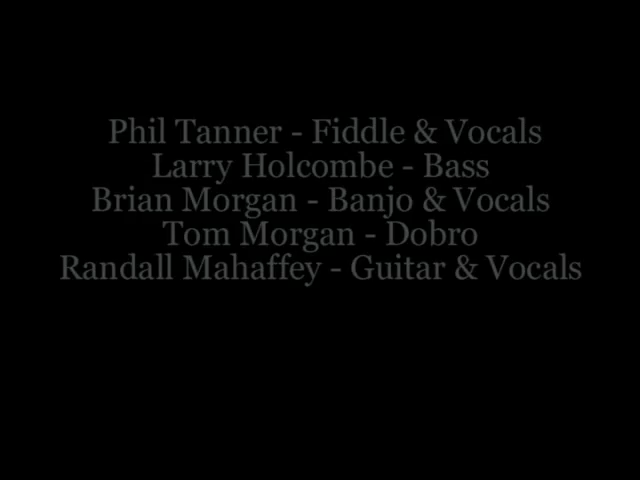 Phil Tanner - Fiddle & Vocals
Larry Holcombe - Bass
Brian Morgan - Banjo & Vocals
Tom Morgan - Dobro
Randall Mahaffey - Guitar & Vocals